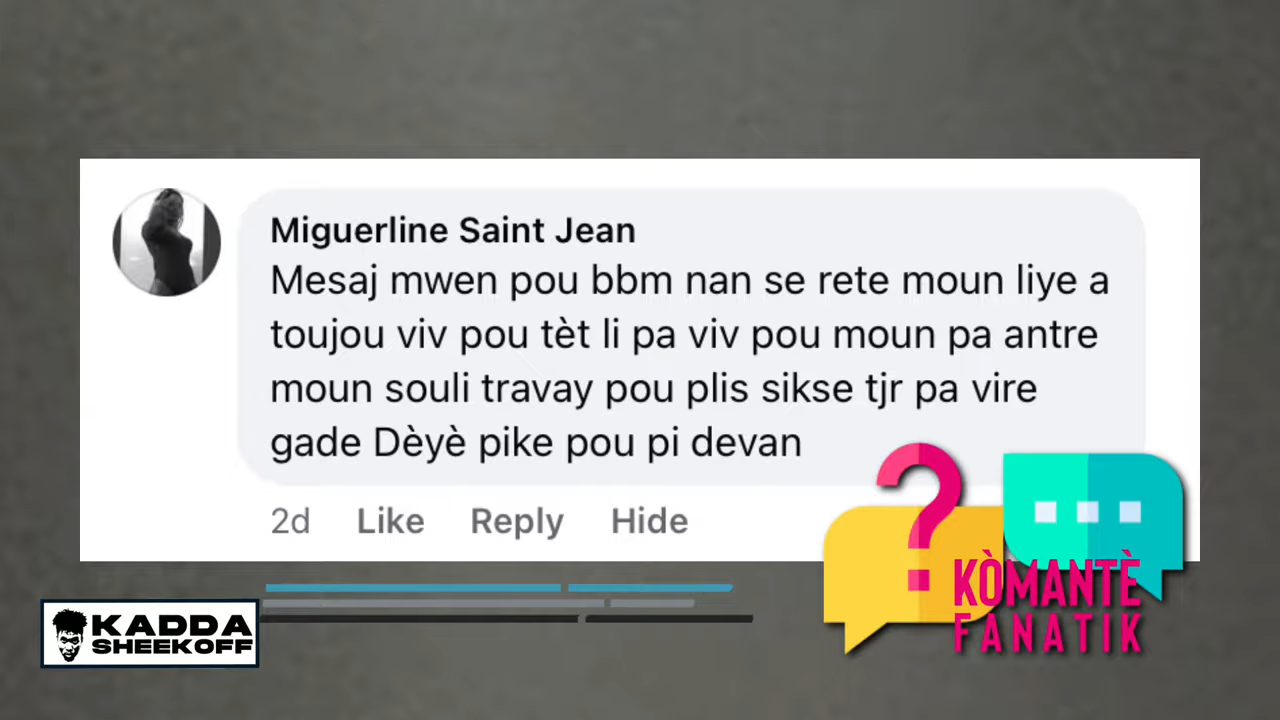 Miguerline Saint Jean
Mesaj mwen pou bbm nan se rete moun liye a
toujou viv pou tèt li pa viv pou moun pa antre
moun souli travay pou plis sikse tjr pa vire
gade Dèyè pike pou pi devan
2d Like Reply Hide
?
KÒMANTÈ
FANATIK
KADDA
SHEEKOFF